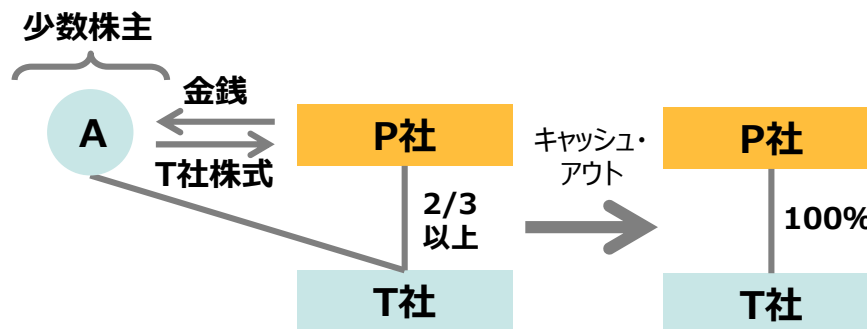 少数株主
A
金銭
T社株式
P社
2/3
以上
T社
キャッシュ・
アウト
P社
100%
T社